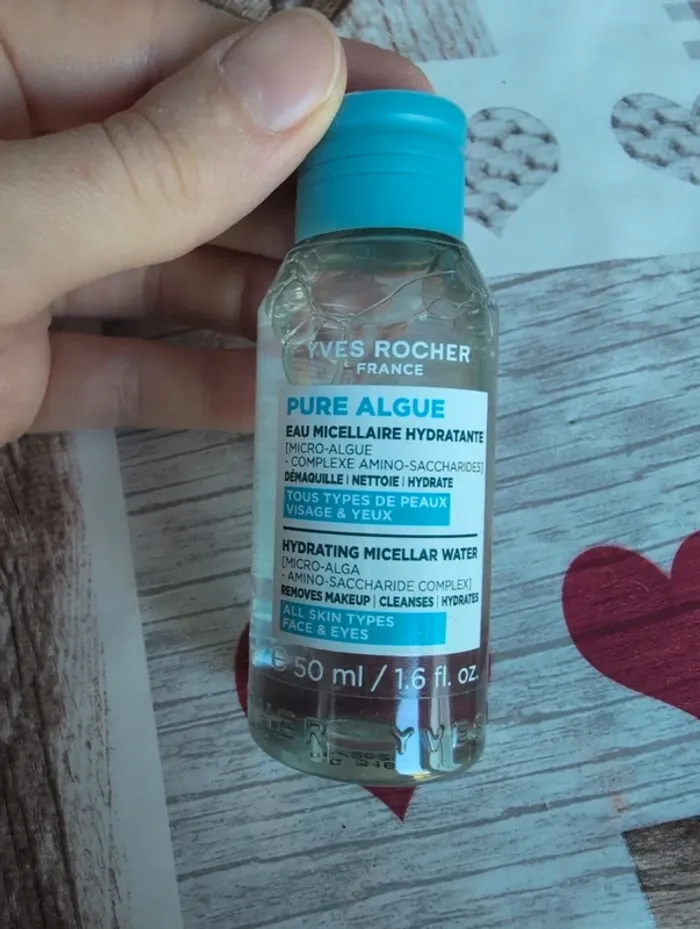 YVES ROCHER
FRANCE
PURE ALGUE
EAU MICELLAIRE HYDRATANTE
[MICRO-ALGUE
- COMPLEXE AMINO-SACCHARIDES]
DÉMAQUILLE | NETTOIE | HYDRATE
TOUS TYPES DE PEAUX
VISAGE & YEUX
HYDRATING MICELLAR WATER
[MICRO-ALGA
- AMINO-SACCHARIDE COMPLEX]
REMOVES MAKEUP | CLEANSES | HYDRATES
ALL SKIN TYPES
FACE & EYES
℮ 50 ml / 1.6 fl. oz.